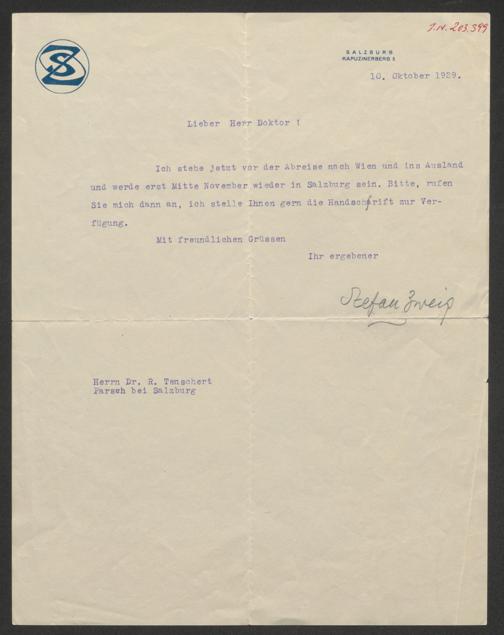 J.N. 203.599
SZ
SALZBURG
KAPUZINERBERG 5
10. Oktober 1929.
Lieber Herr Doktor !
Ich stehe jetzt vor der Abreise nach Wien und ins Ausland
und werde erst Mitte November wieder in Salzburg sein. Bitte, rufen
Sie mich dann an, ich stelle Ihnen gern die Handschrift zur Ver-
fügung.
Mit freundlichen Grüssen
Ihr ergebener
Stefan Zweig
Herrn Dr. R. Tenschert
Parsch bei Salzburg